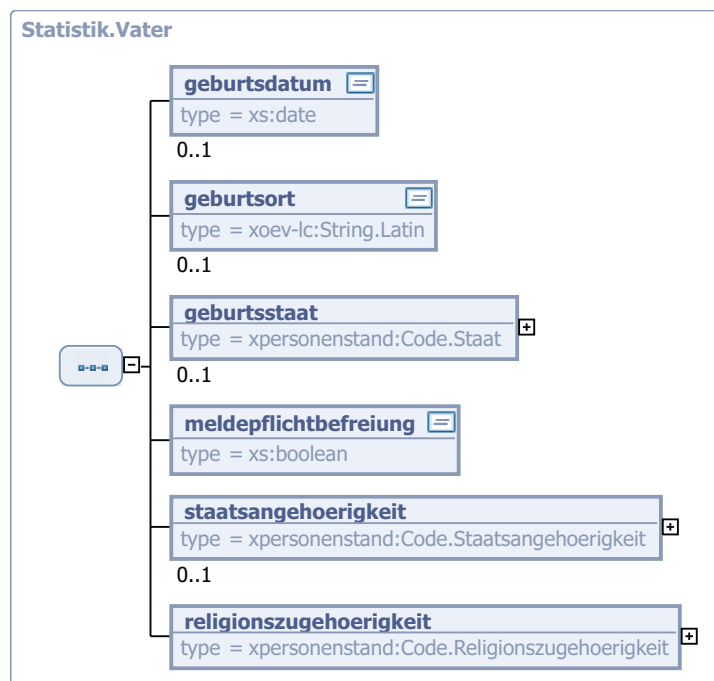 Statistik.Vater
geburtsdatum
type = xs:date
0..1
geburtsort
type = xoev-lc:String.Latin
0..1
geburtsstaat
type = xpersonenstand:Code.Staat
0..1
meldepflichtbefreiung
type = xs:boolean
staatsangehoerigkeit
type = xpersonenstand:Code.Staatsangehoerigkeit
0..1
religionszugehoerigkeit
type = xpersonenstand:Code.Religionszugehoerigkeit